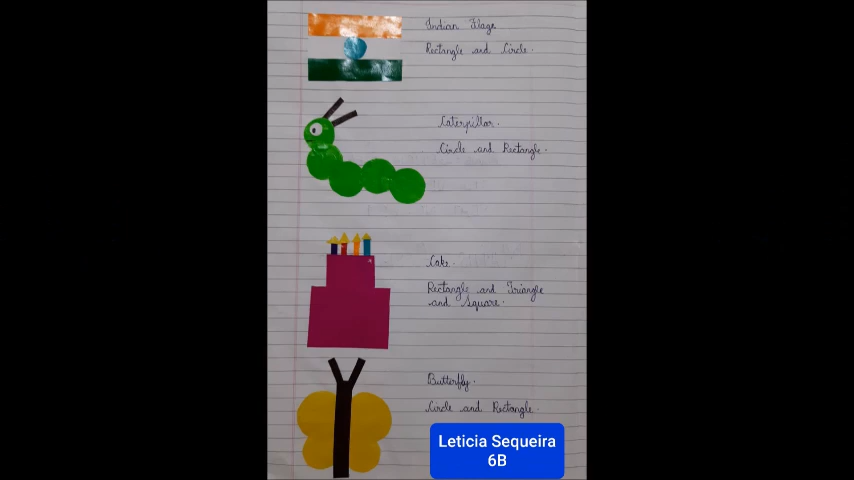 Indian Flage
Rectangle and Circle.
Caterpillar.
Circle and Rectangle.
Cake.
Rectangle and Triangle
and Square.
Butterfly.
Circle and Rectangle.
Leticia Sequeira
6B